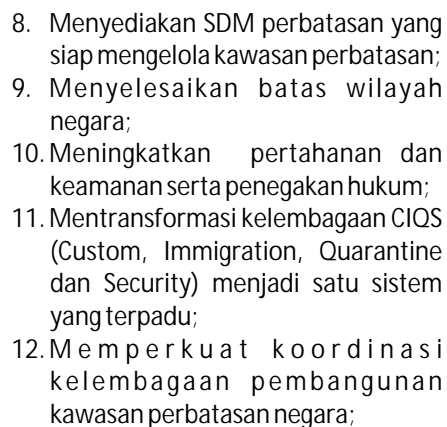 8. Menyediakan SDM perbatasan yang
siap mengelola kawasan perbatasan;
9. Menyelesaikan batas wilayah
negara;
10. Meningkatkan pertahanan dan
keamanan serta penegakan hukum;
11. Mentransformasi kelembagaan CIQS
(Custom, Immigration, Quarantine
dan Security) menjadi satu sistem
yang terpadu;
12. Memperkuat koordinasi
kelembagaan pembangunan
kawasan perbatasan negara;